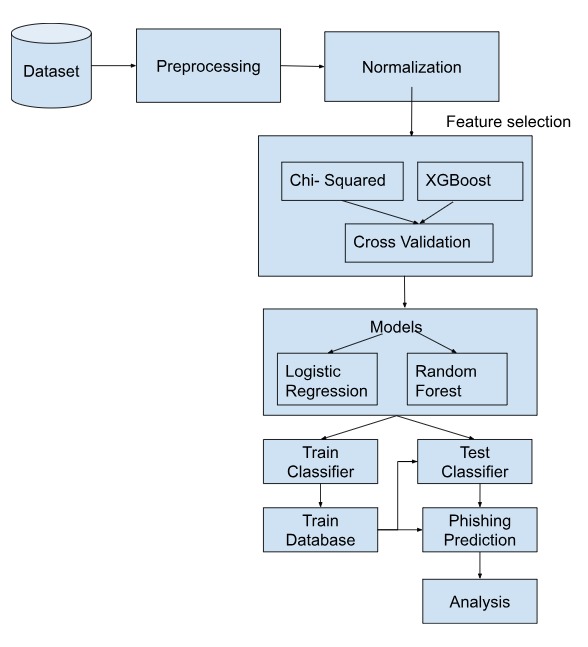 Dataset
Preprocessing
Normalization
Feature selection
Chi- Squared
XGBoost
Cross Validation
Models
Logistic
Regression
Random
Forest
Train
Classifier
Test
Classifier
Train
Database
Phishing
Prediction
Analysis